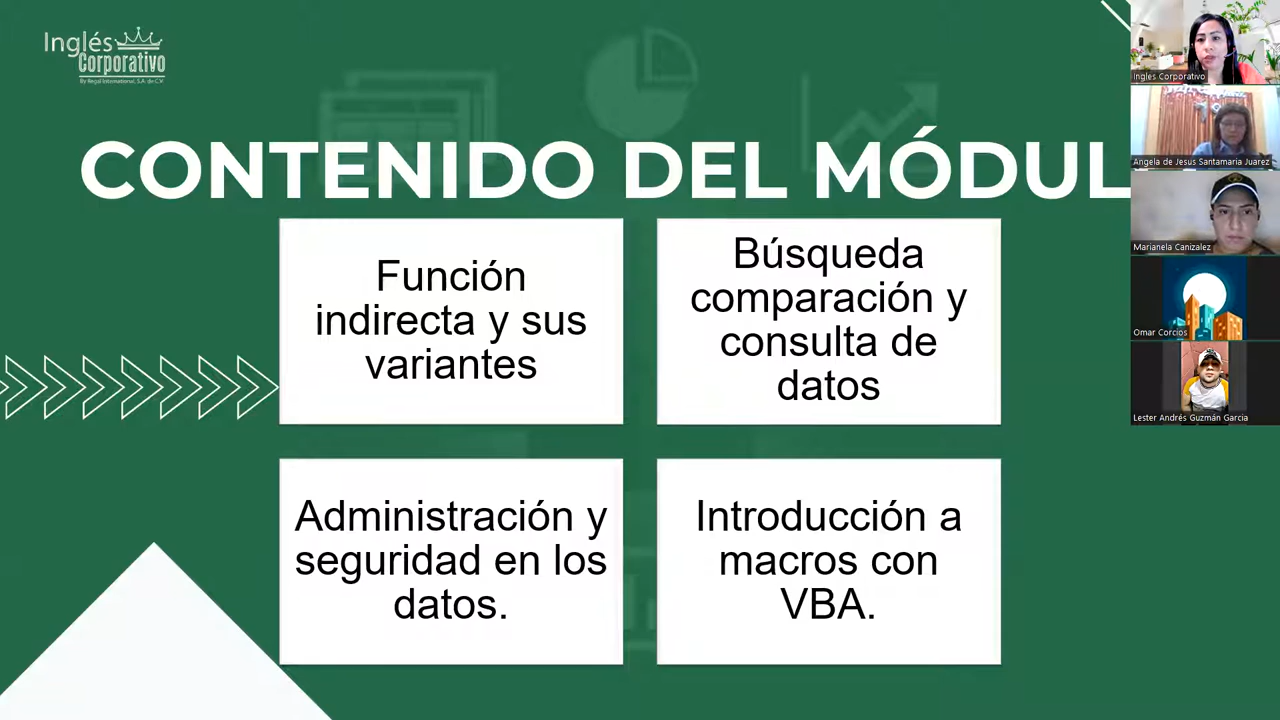 Inglés
Corporativo
By Regal International, S.A. de C.V.
CONTENIDO DEL MÓDUL
Función
indirecta y sus
variantes
Búsqueda
comparación y
consulta de
datos
Administración y
seguridad en los
datos.
Introducción a
macros con
VBA.
Ingles Corporativo
Angela de Jesus Santamaria Juarez
Marianela Canizalez
Omar Corcios
Lester Andrés Guzmán Garcia